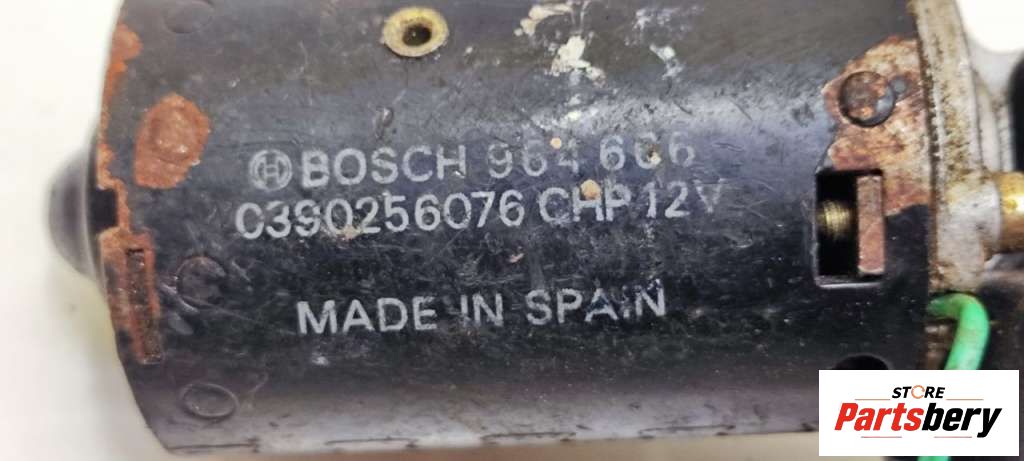 BOSCH 964 666
0390256076 CHP 12V
MADE IN SPAIN
STORE
Partsbery